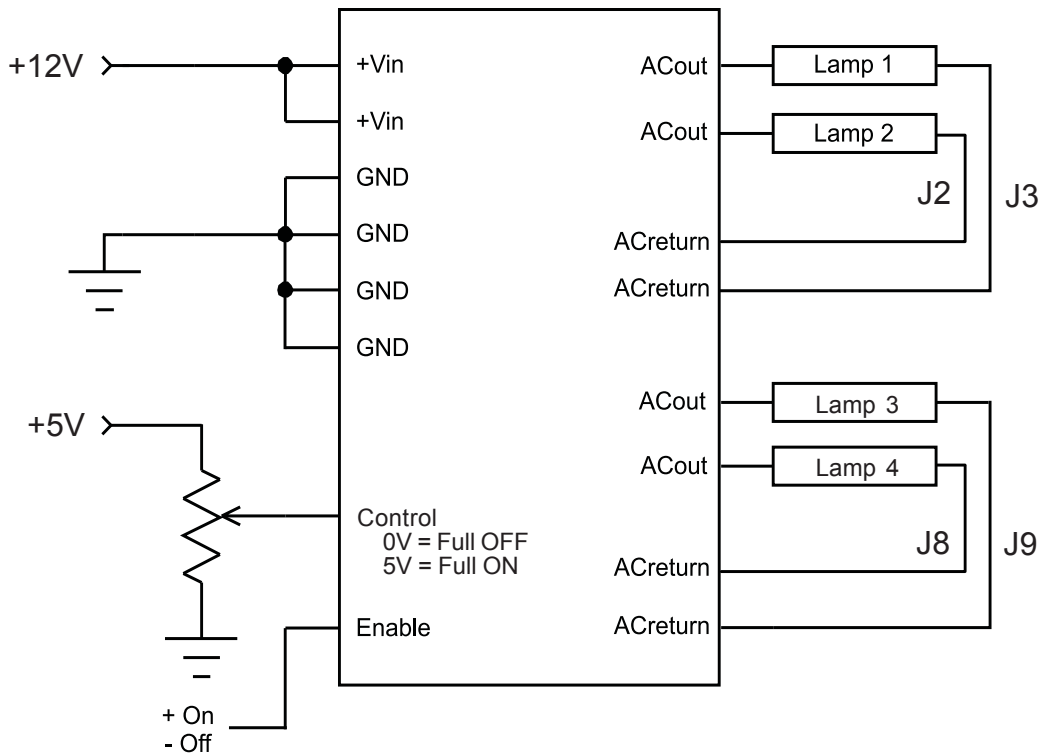 +12V
+Vin
+Vin
GND
GND
GND
GND
+5V
Control
0V = Full OFF
5V = Full ON
Enable
+ On
- Off
ACout
Lamp 1
ACout
Lamp 2
J2
J3
ACreturn
ACreturn
ACout
Lamp 3
ACout
Lamp 4
J8
J9
ACreturn
ACreturn